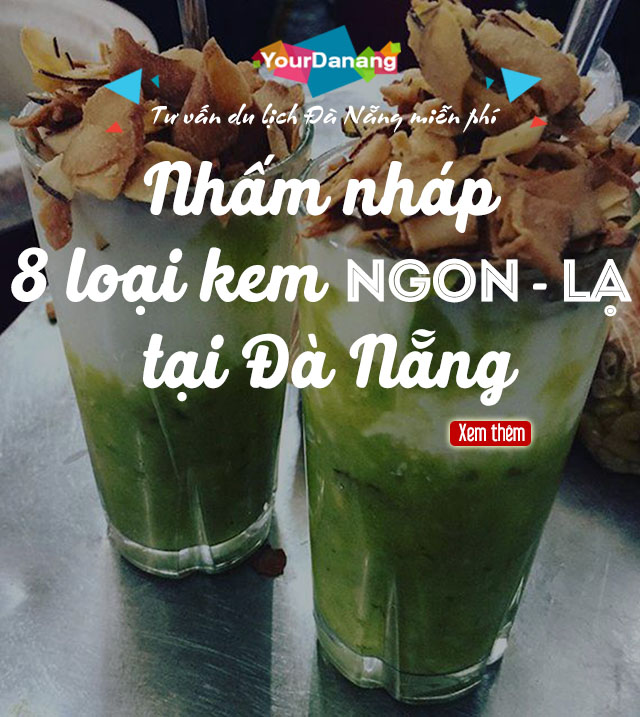 YourDanang
Tư vấn du lịch Đà Nẵng miễn phí
Nhấm nháp
8 loại kem NGON - LẠ
tại Đà Nẵng
Xem thêm